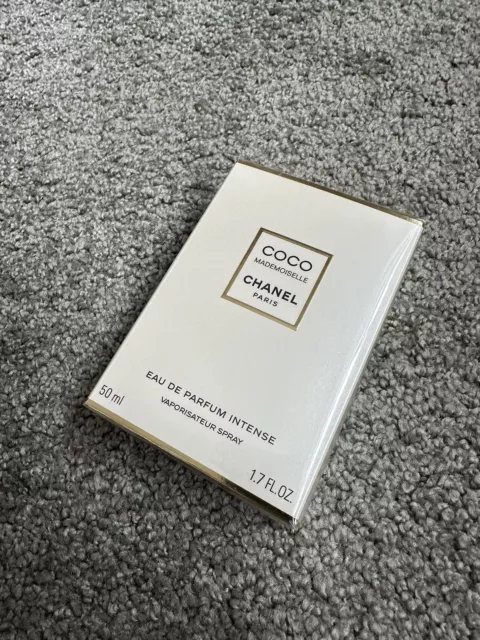 COCO
MADEMOISELLE
CHANEL
PARIS
EAU DE PARFUM INTENSE
VAPORISATEUR SPRAY
50 ml
1.7 FL.OZ.